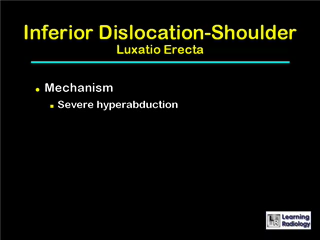 Inferior Dislocation-Shoulder
Luxatio Erecta
Mechanism
Severe hyperabduction
Learning
Radiology